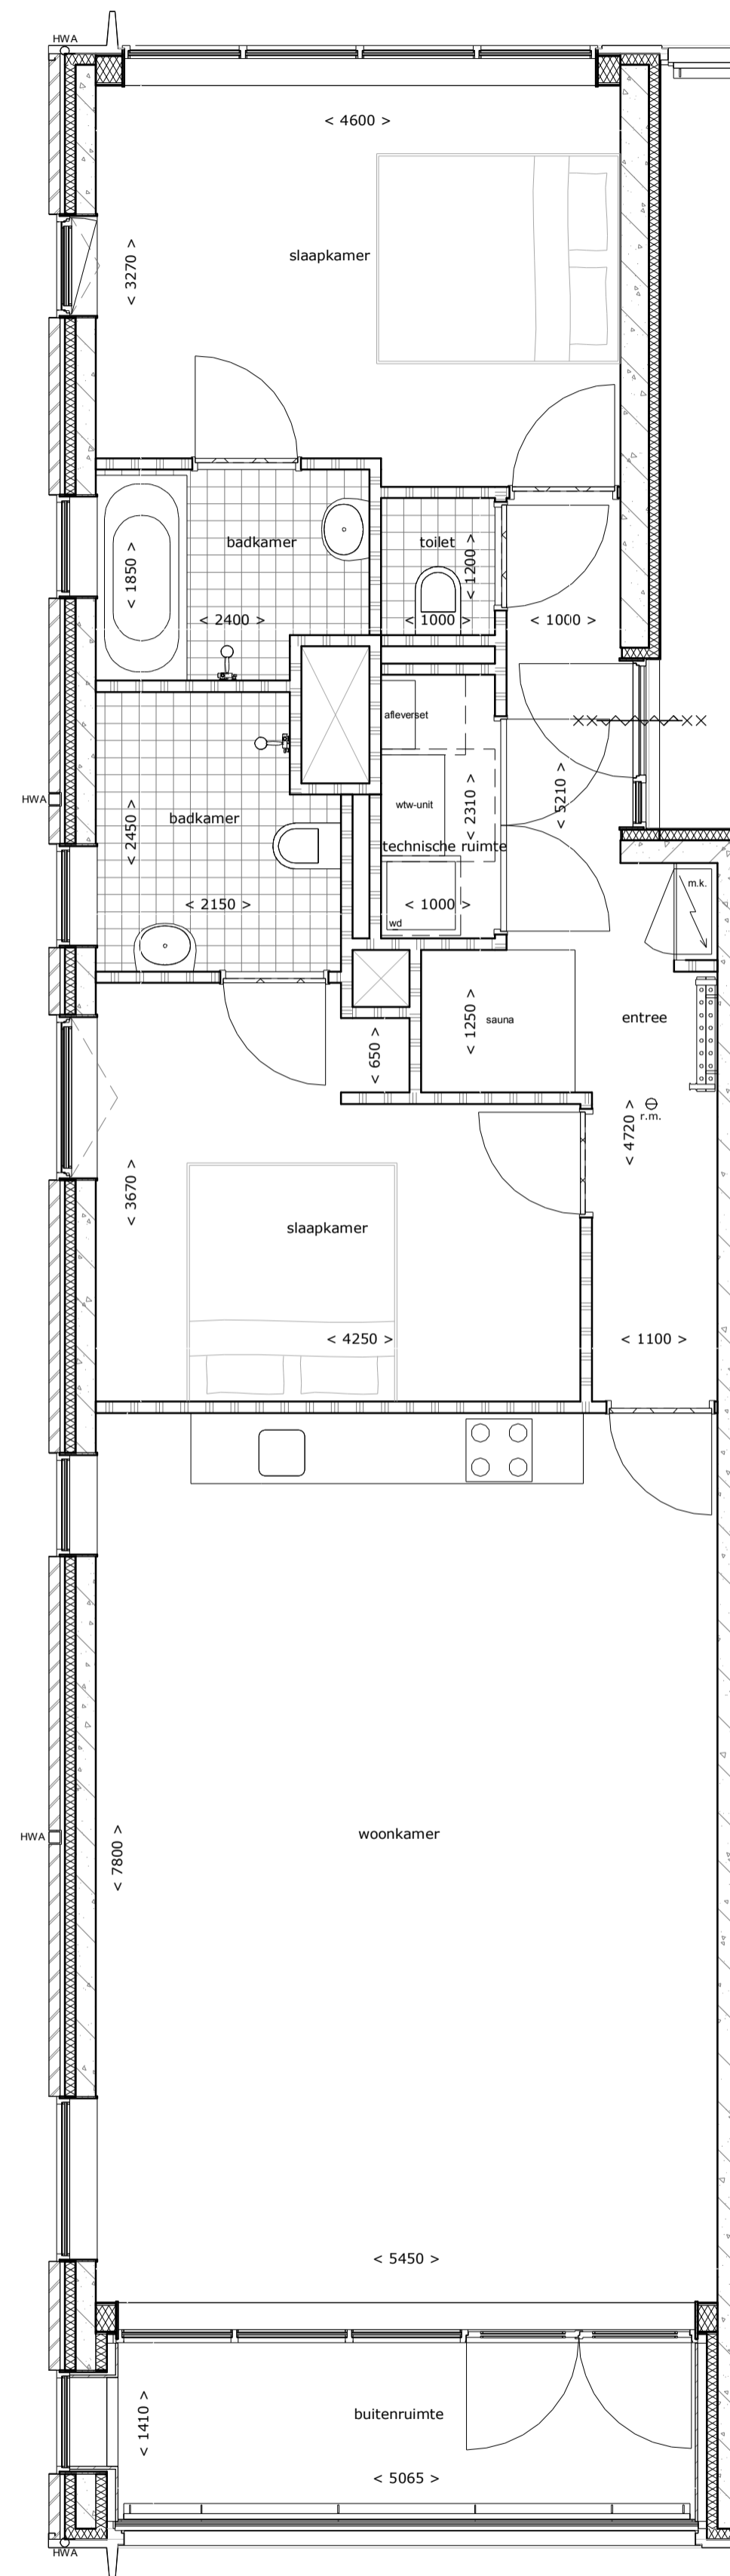 HWA
< 4600 >
slaapkamer
< 3270 >
badkamer
toilet
< 1850 >
< 1200 >
< 2400 >
< 1000 >
< 1000 >
afleverset
wtw-unit
< 2310 >
< 5210 >
HWA
badkamer
< 2450 >
technische ruimte
m.k.
< 2150 >
< 1000 >
wd
sauna
entree
< 1250 >
< 650 >
r.m.
< 4720 >
< 3670 >
slaapkamer
< 4250 >
< 1100 >
woonkamer
HWA
< 7800 >
< 5450 >
buitenruimte
< 1410 >
< 5065 >
HWA